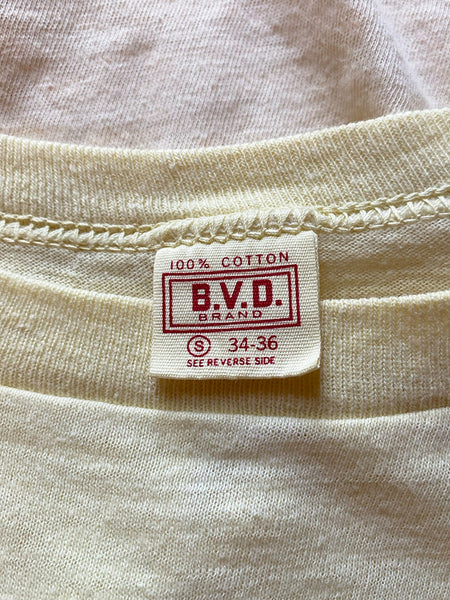 100% COTTON
B.V.D.
BRAND
S 34-36
SEE REVERSE SIDE